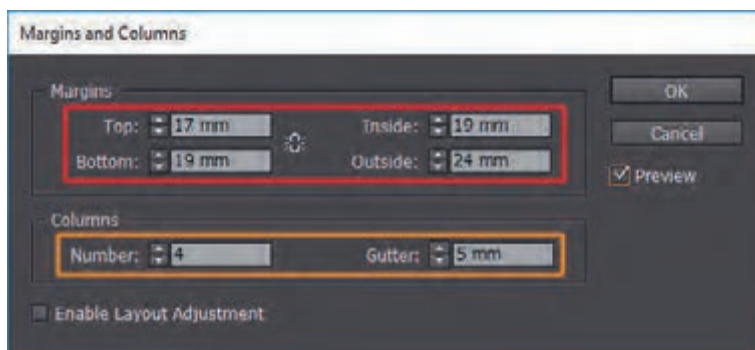 Margins and Columns
Margins
Top: 17 mm Inside: 19 mm
Bottom: 19 mm Outside: 24 mm
Columns
Number: 4 Gutter: 5 mm
Enable Layout Adjustment
OK
Cancel
Preview